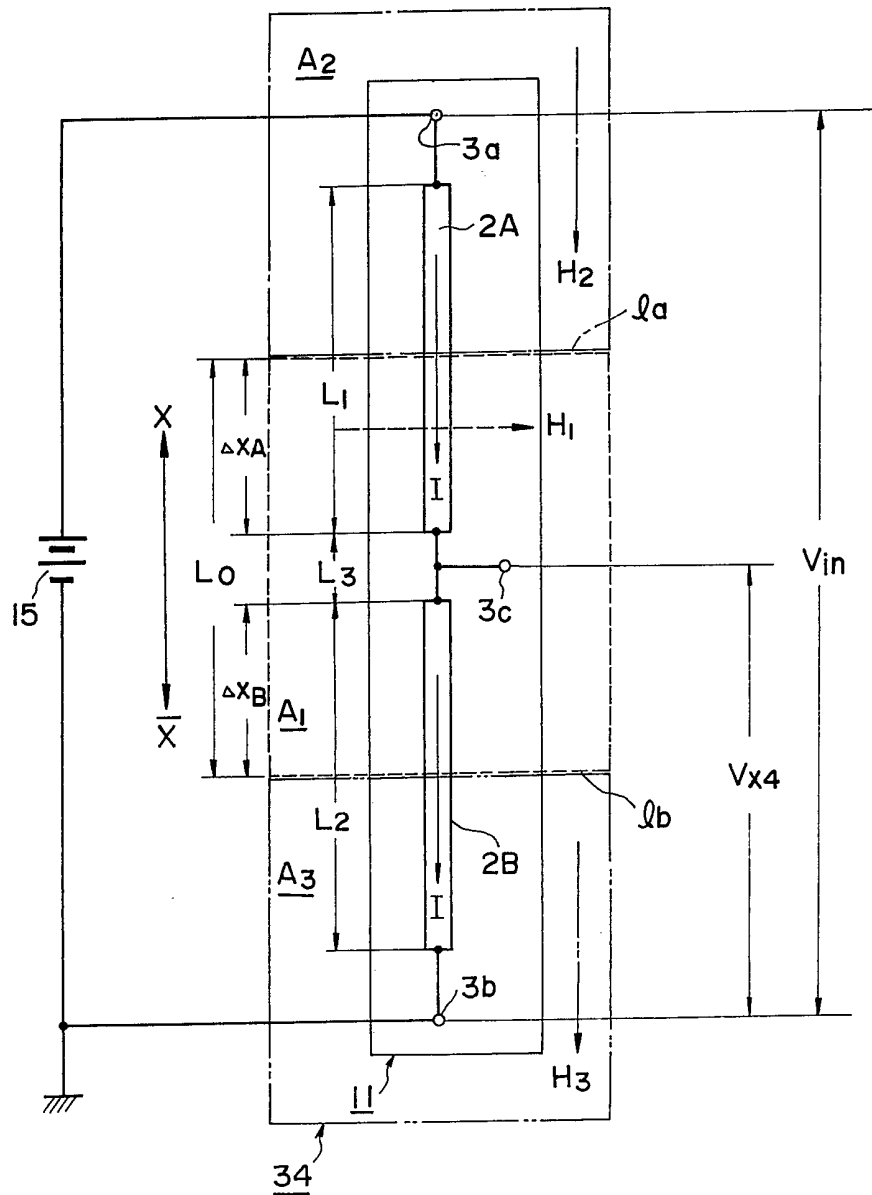 A2
3a
2A
H2
la
L1
X
ΔXA
H1
I
L0
L3
Vin
15
3c
ΔXB
A1
X̅
Vx4
L2
lb
A3
2B
I
3b
H3
11
34